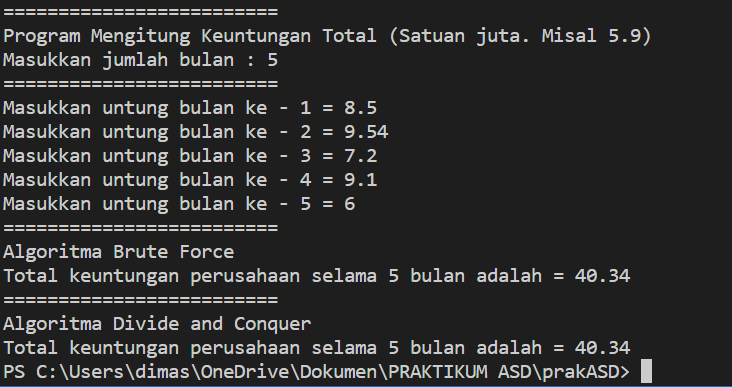 =========================
Program Mengitung Keuntungan Total (Satuan juta. Misal 5.9)
Masukkan jumlah bulan : 5
=========================
Masukkan untung bulan ke - 1 = 8.5
Masukkan untung bulan ke - 2 = 9.54
Masukkan untung bulan ke - 3 = 7.2
Masukkan untung bulan ke - 4 = 9.1
Masukkan untung bulan ke - 5 = 6
=========================
Algoritma Brute Force
Total keuntungan perusahaan selama 5 bulan adalah = 40.34
=========================
Algoritma Divide and Conquer
Total keuntungan perusahaan selama 5 bulan adalah = 40.34
PS C:\Users\dimas\OneDrive\Dokumen\PRAKTIKUM ASD\prakASD>